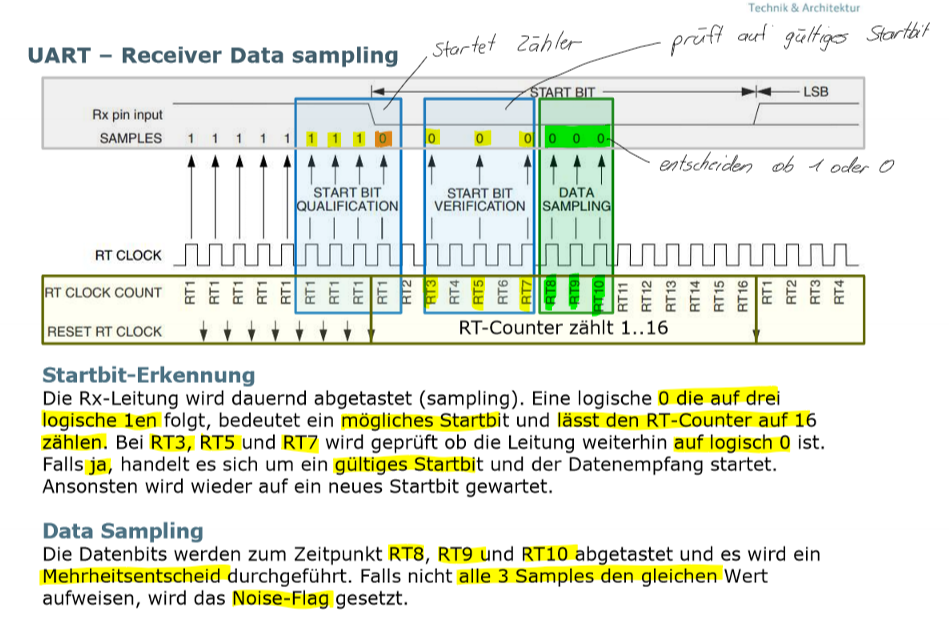 Technik & Architektur
UART – Receiver Data sampling
Startet Zähler
prüft auf gültiges Startbit
START BIT
LSB
Rx pin input
SAMPLES 1 1 1 1 1 1 1 1 0 0 0 0 0 0 0
entscheiden ob 1 oder 0
START BIT QUALIFICATION
START BIT VERIFICATION
DATA SAMPLING
RT CLOCK
RT CLOCK COUNT RT1 RT1 RT1 RT1 RT1 RT1 RT1 RT1 RT1 RT2 RT3 RT4 RT5 RT6 RT7 RT8 RT9 RT10 RT11 RT12 RT13 RT14 RT15 RT16 RT1 RT2 RT3 RT4
RESET RT CLOCK
RT-Counter zählt 1..16
Startbit-Erkennung
Die Rx-Leitung wird dauernd abgetastet (sampling). Eine logische 0 die auf drei
logische 1en folgt, bedeutet ein mögliches Startbit und lässt den RT-Counter auf 16
zählen. Bei RT3, RT5 und RT7 wird geprüft ob die Leitung weiterhin auf logisch 0 ist.
Falls ja, handelt es sich um ein gültiges Startbit und der Datenempfang startet.
Ansonsten wird wieder auf ein neues Startbit gewartet.
Data Sampling
Die Datenbits werden zum Zeitpunkt RT8, RT9 und RT10 abgetastet und es wird ein
Mehrheitsentscheid durchgeführt. Falls nicht alle 3 Samples den gleichen Wert
aufweisen, wird das Noise-Flag gesetzt.